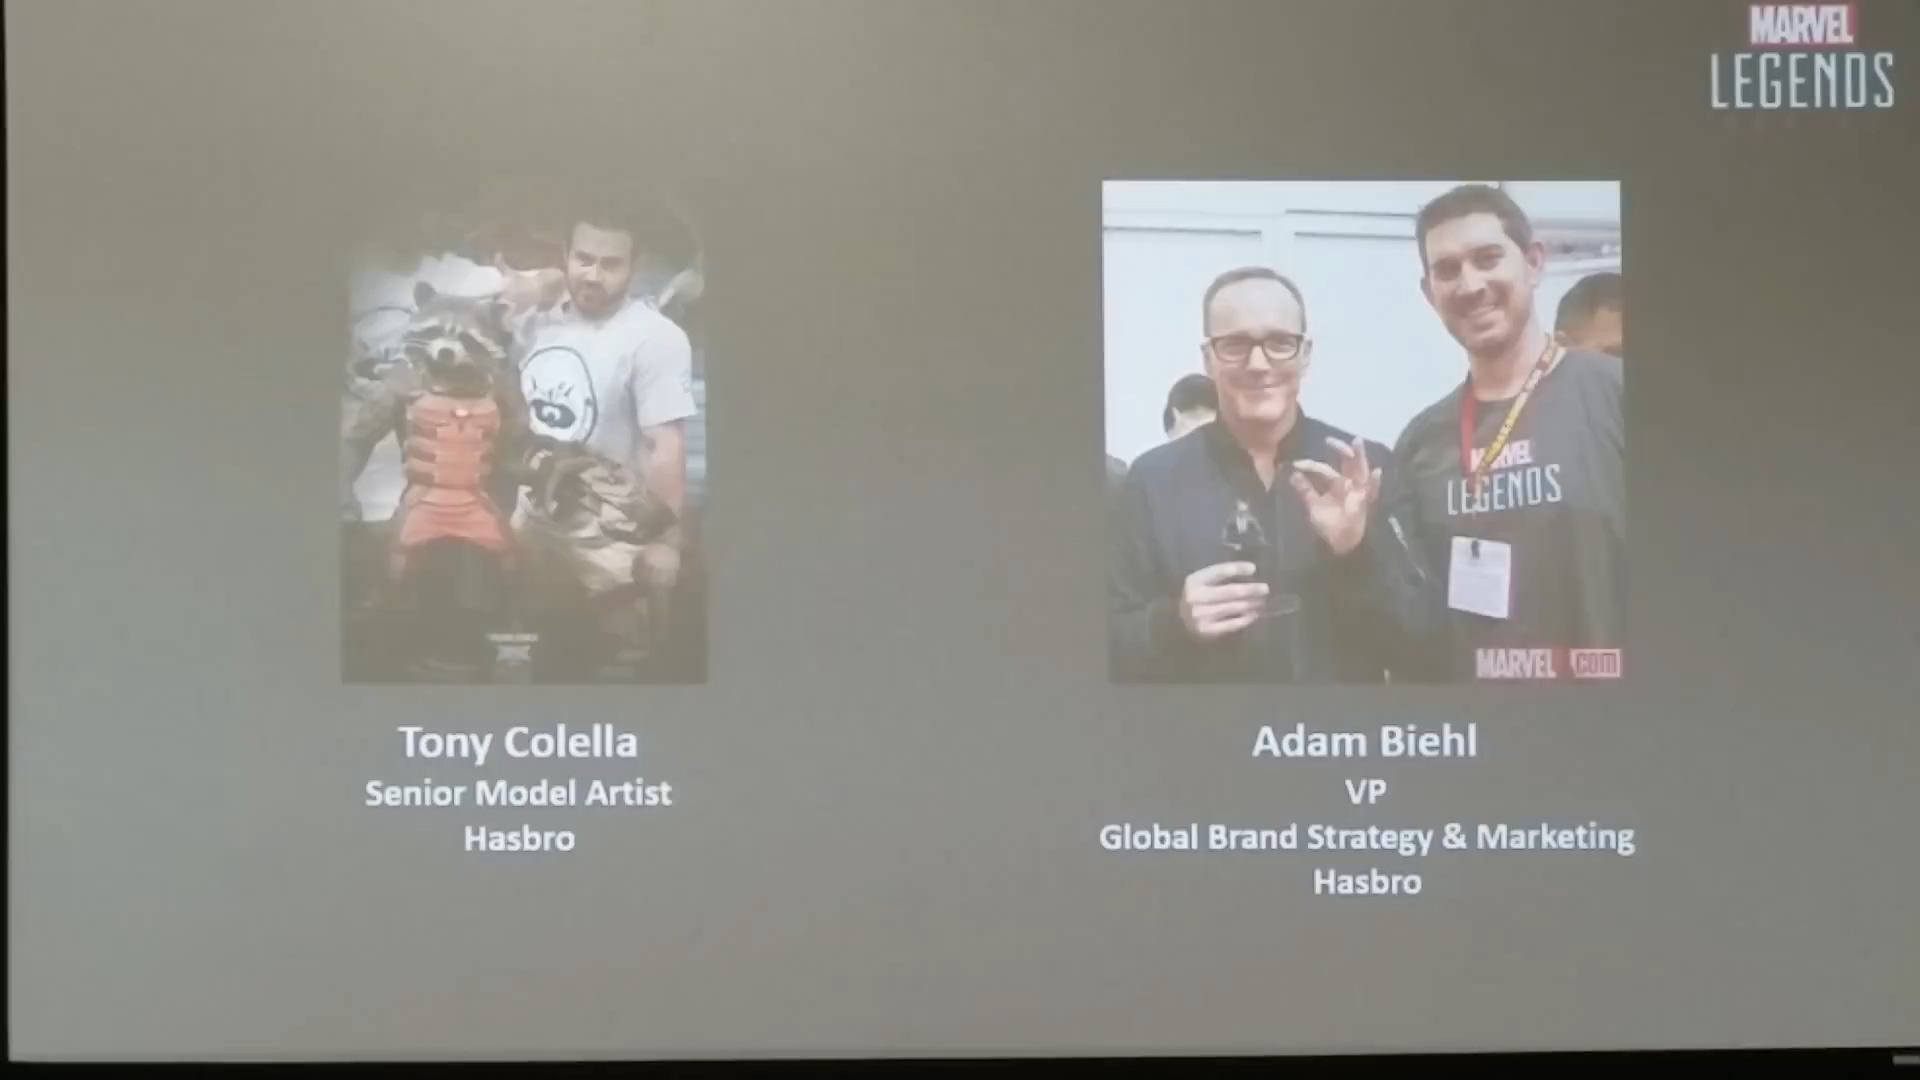 MARVEL
LEGENDS
MARVEL
LEGENDS
MARVEL.COM
Tony Colella
Senior Model Artist
Hasbro
Adam Biehl
VP
Global Brand Strategy & Marketing
Hasbro